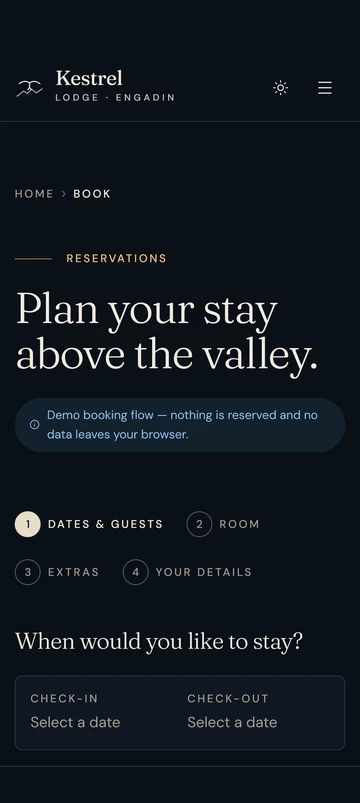 Kestrel
LODGE · ENGADIN
HOME > BOOK
RESERVATIONS
Plan your stay
above the valley.
Demo booking flow — nothing is reserved and no
data leaves your browser.
1 DATES & GUESTS 2 ROOM
3 EXTRAS 4 YOUR DETAILS
When would you like to stay?
CHECK-IN CHECK-OUT
Select a date Select a date